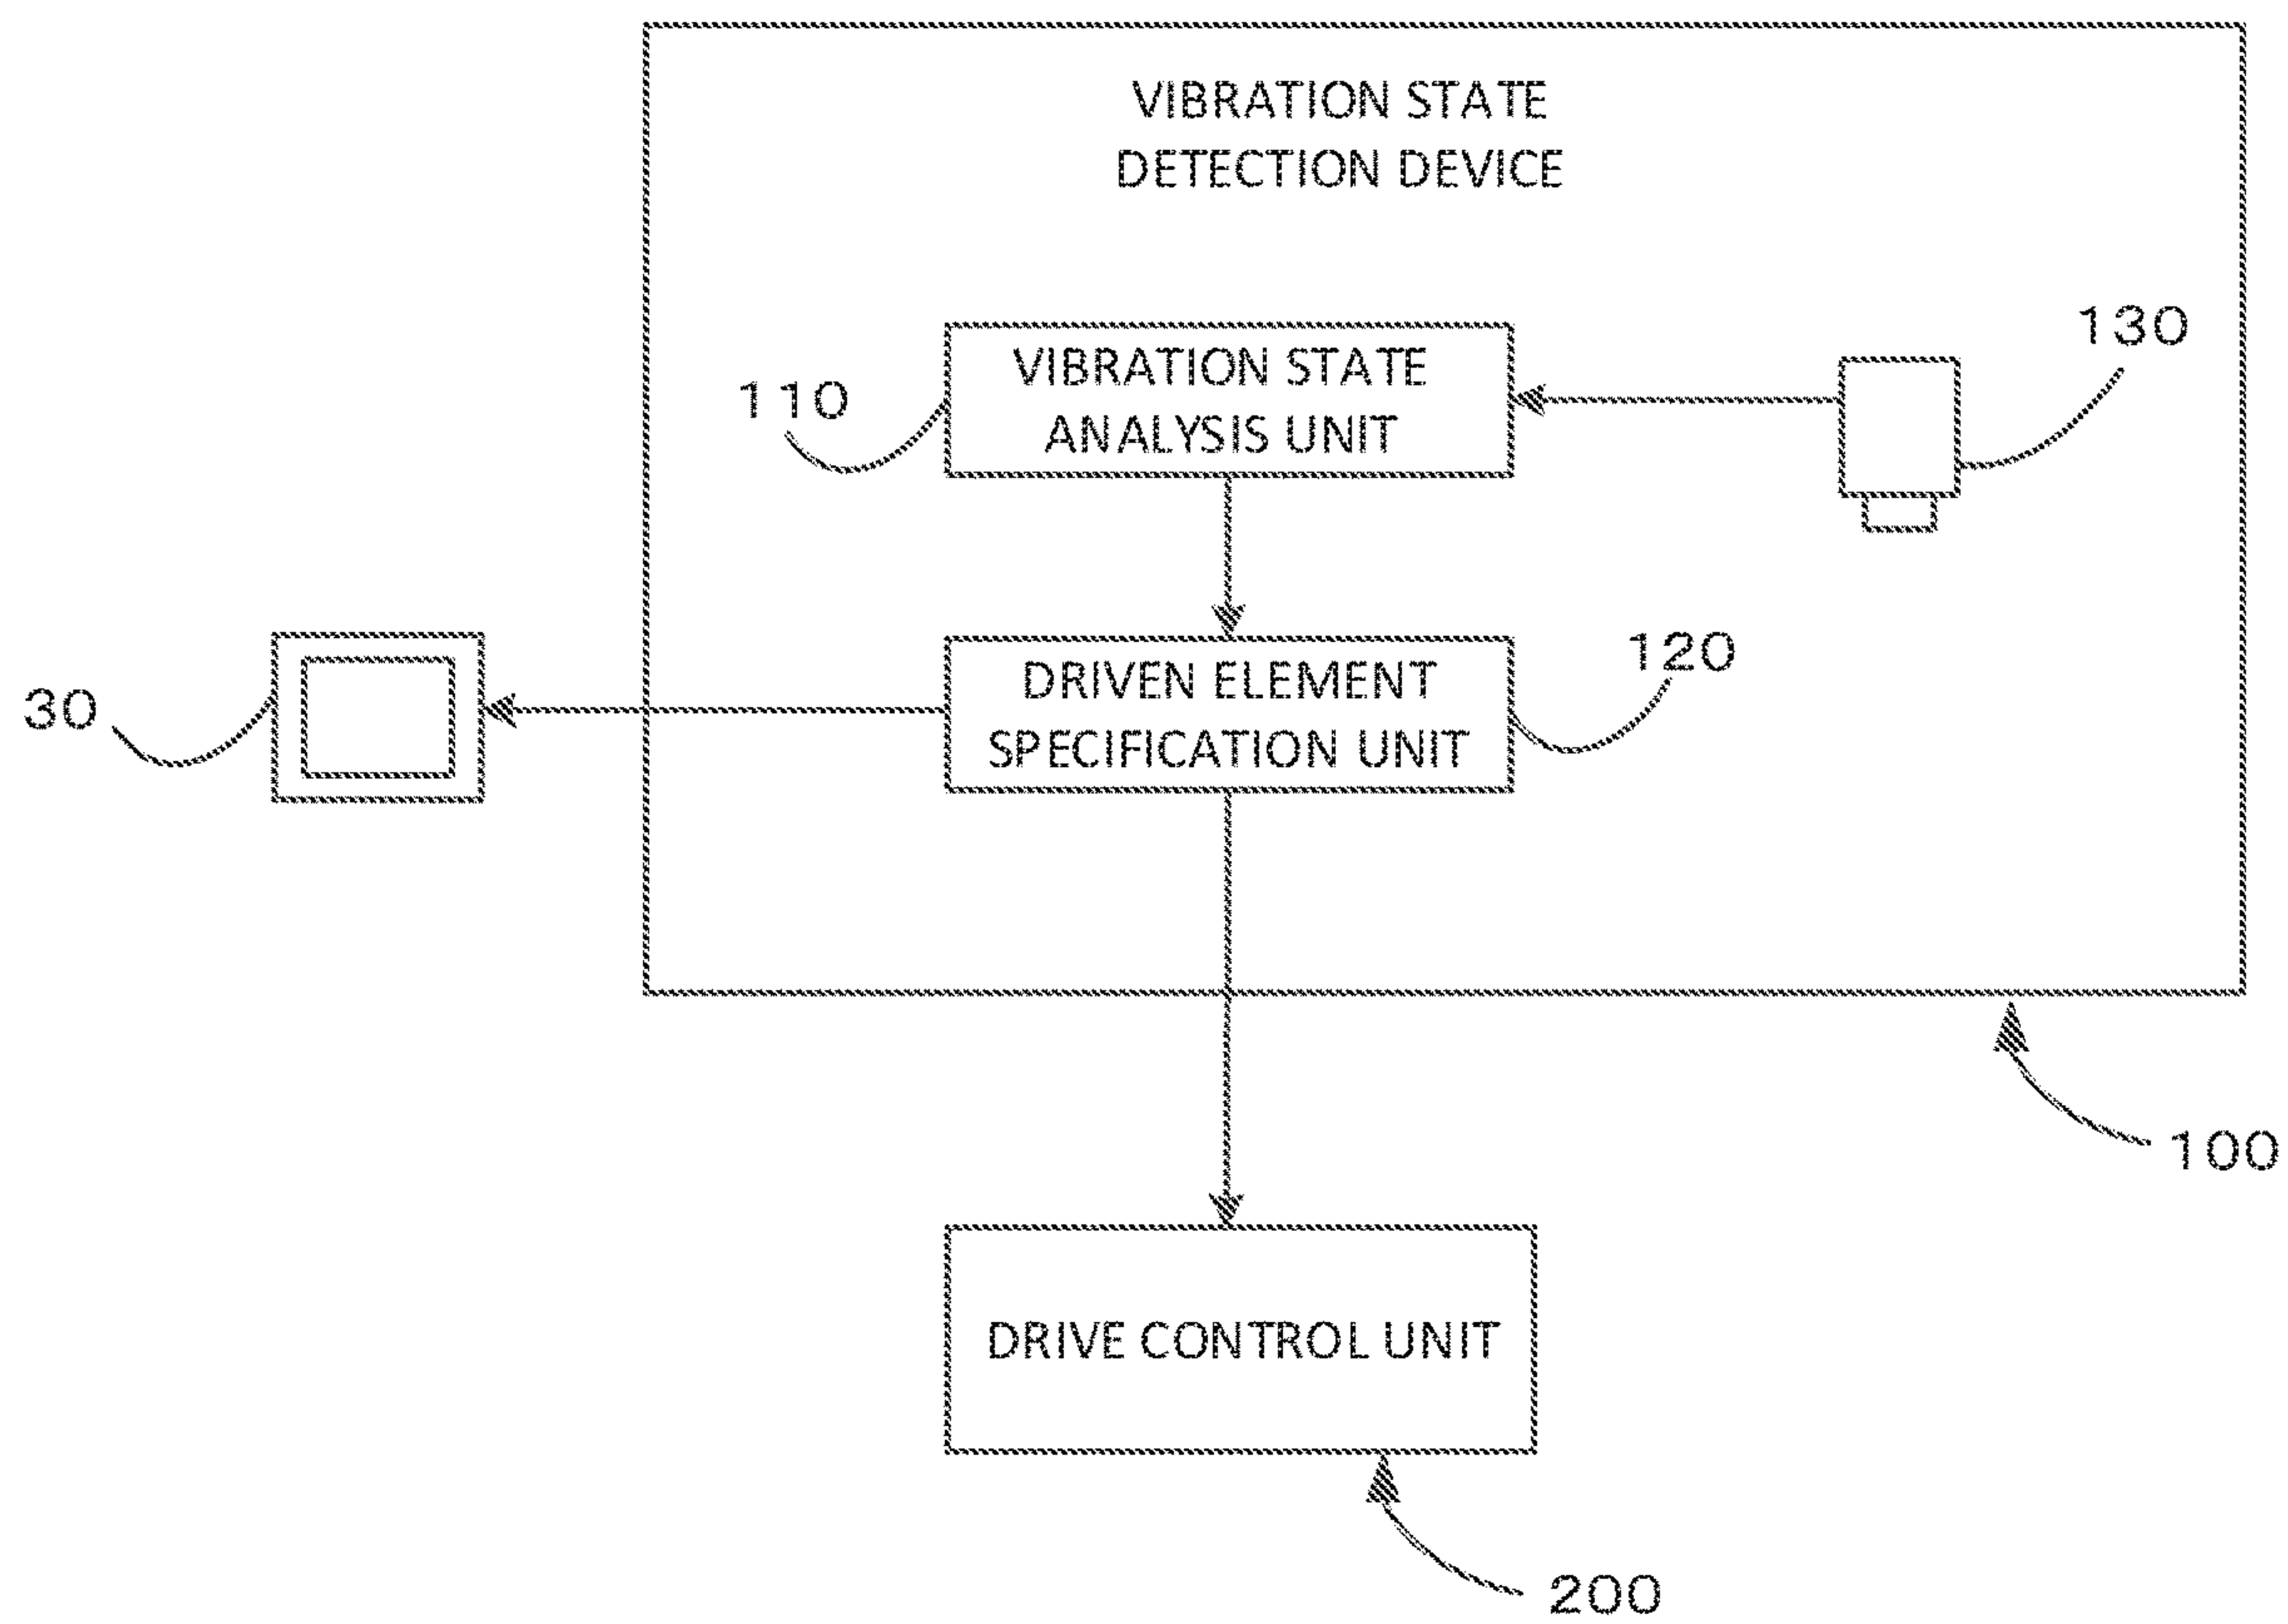 VIBRATION STATE
DETECTION DEVICE
130
110
VIBRATION STATE
ANALYSIS UNIT
120
30
DRIVEN ELEMENT
SPECIFICATION UNIT
100
DRIVE CONTROL UNIT
200